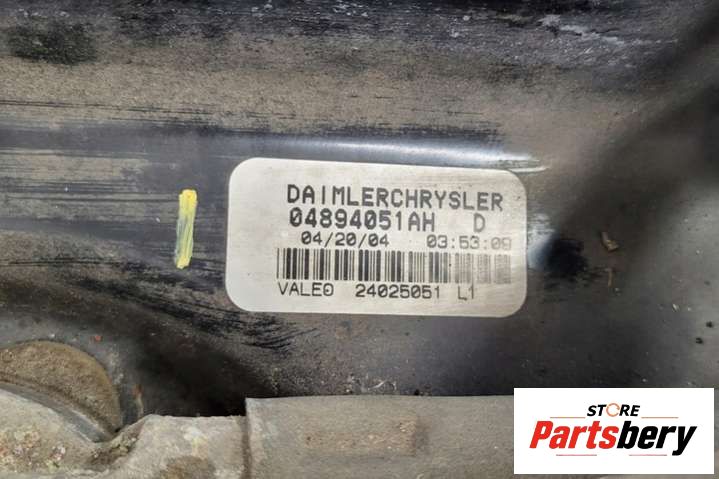 DAIMLERCHRYSLER
04894051AH D
04/20/04 03:53:09
VALEO 24025051 L1
STORE
Partsbery